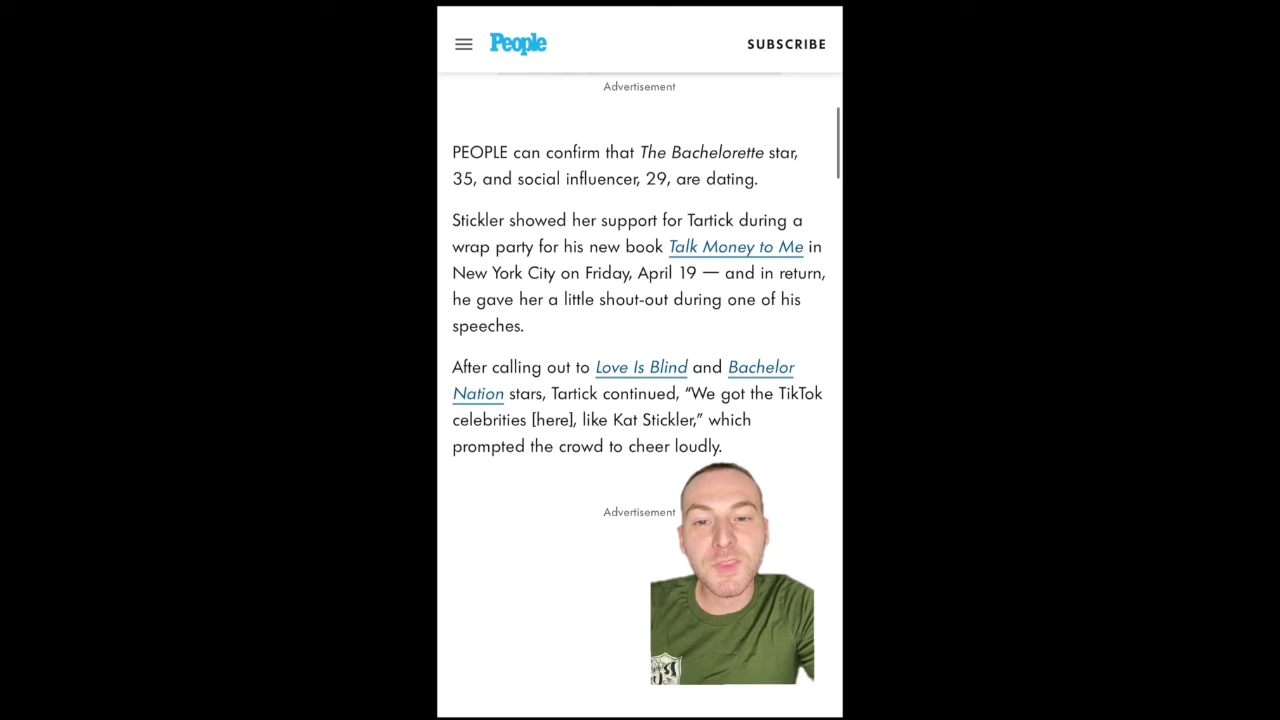 People
SUBSCRIBE
Advertisement
PEOPLE can confirm that The Bachelorette star,
35, and social influencer, 29, are dating.
Stickler showed her support for Tartick during a
wrap party for his new book Talk Money to Me in
New York City on Friday, April 19 — and in return,
he gave her a little shout-out during one of his
speeches.
After calling out to Love Is Blind and Bachelor
Nation stars, Tartick continued, “We got the TikTok
celebrities [here], like Kat Stickler,” which
prompted the crowd to cheer loudly.
Advertisement